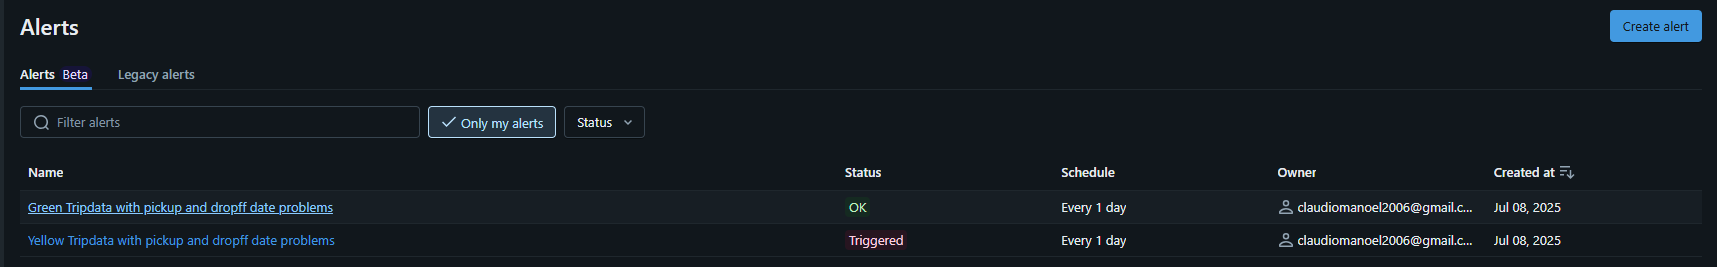 Alerts
Create alert
Alerts Beta Legacy alerts
Filter alerts Only my alerts Status
Name Status Schedule Owner Created at
Green Tripdata with pickup and dropff date problems OK Every 1 day claudiomanoel2006@gmail.c... Jul 08, 2025
Yellow Tripdata with pickup and dropff date problems Triggered Every 1 day claudiomanoel2006@gmail.c... Jul 08, 2025